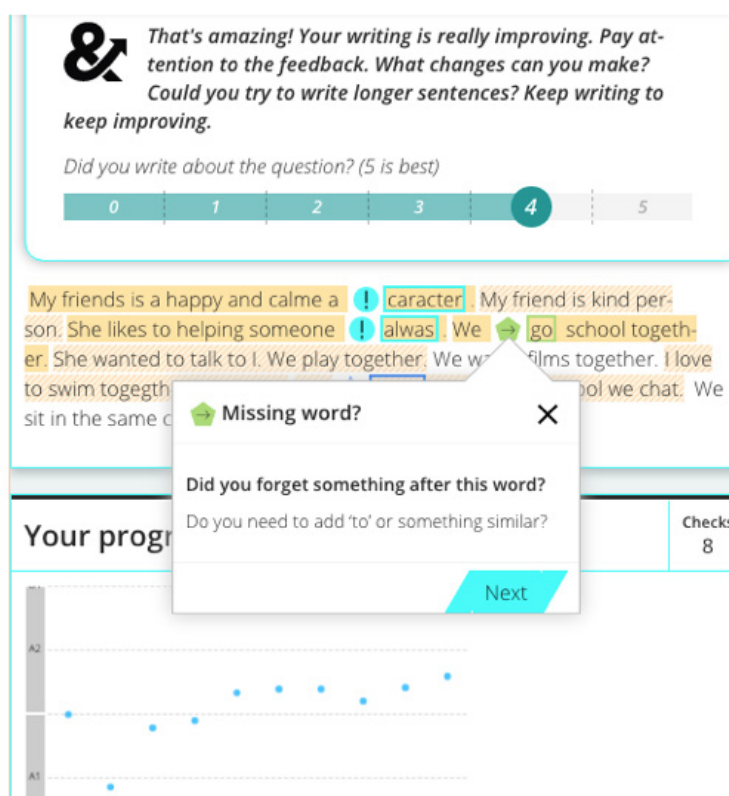 &
That's amazing! Your writing is really improving. Pay at-
tention to the feedback. What changes can you make?
Could you try to write longer sentences? Keep writing to
keep improving.
Did you write about the question? (5 is best)
0 1 2 3 4 5
My friends is a happy and calme a ! caracter . My friend is kind per-
son. She likes to helping someone ! alwas . We → go school togeth-
er. She wanted to talk to I. We play together. We films together. I love
to swim togegth we chat. We
sit in the same
→ Missing word?
Did you forget something after this word?
Do you need to add 'to' or something similar?
Next
Your progr
Checks
8
A2
A1